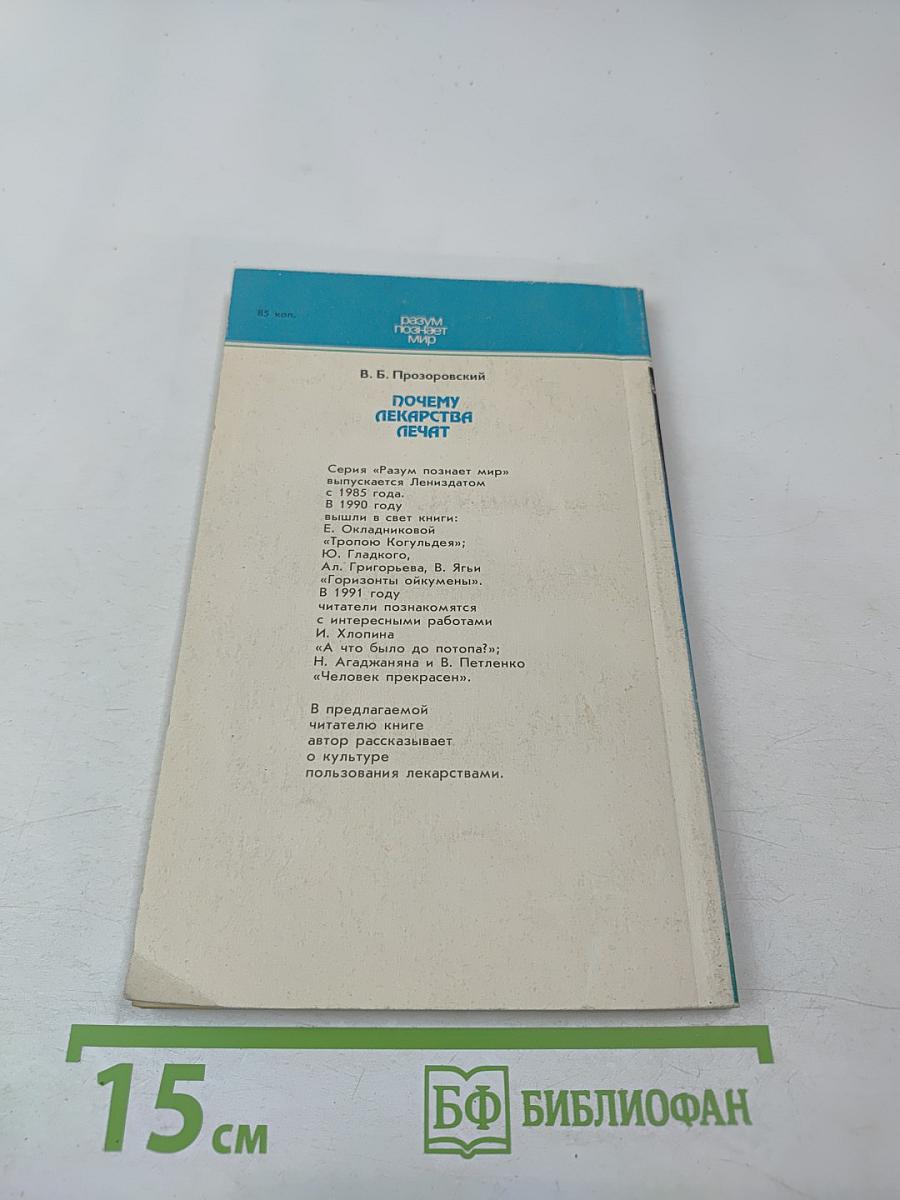 85 коп.
разум
познает
мир
В. Б. Прозоровский
ПОЧЕМУ
ЛЕКАРСТВА
ЛЕЧАТ
Серия «Разум познает мир»
выпускается Лениздатом
с 1985 года.
В 1990 году
вышли в свет книги:
Е. Окладниковой
«Тропою Когульдея»;
Ю. Гладкого,
Ал. Григорьева, В. Ягьи
«Горизонты ойкумены».
В 1991 году
читатели познакомятся
с интересными работами
И. Хлопина
«А что было до потопа?»;
Н. Агаджаняна и В. Петленко
«Человек прекрасен».
В предлагаемой
читателю книге
автор рассказывает
о культуре
пользования лекарствами.
15 см
БФ БИБЛИОФАН